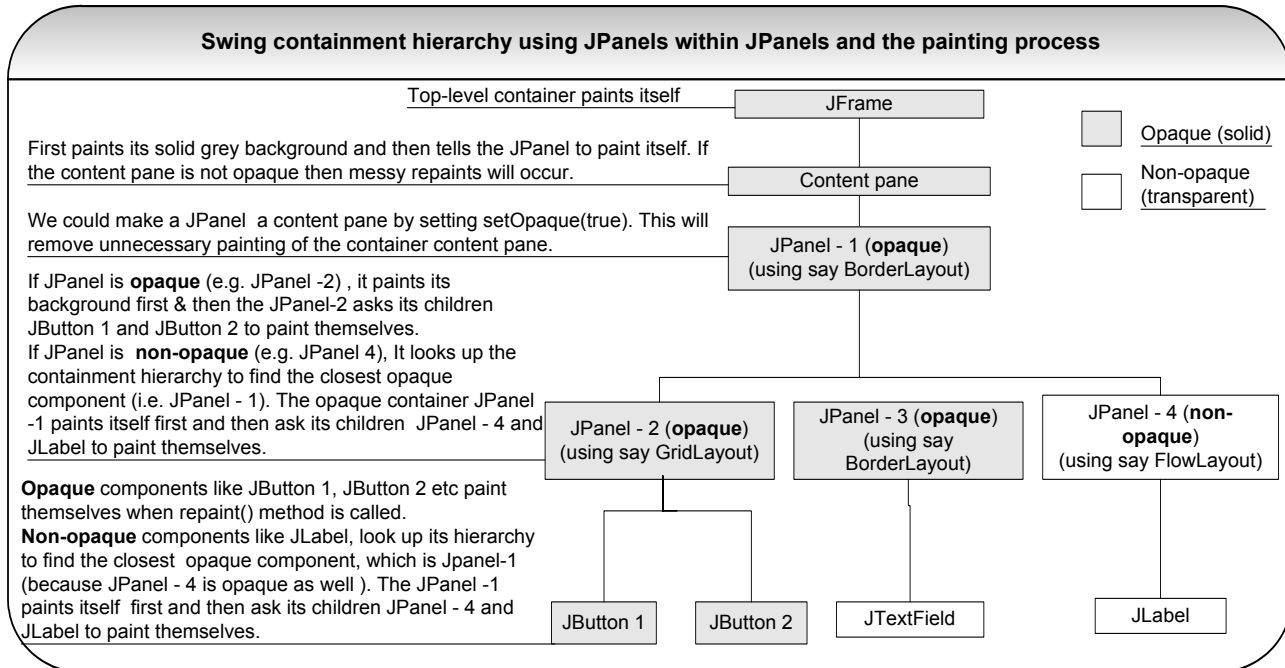 Swing containment hierarchy using JPanels within JPanels and the painting process
Top-level container paints itself
JFrame
Opaque (solid)
Non-opaque
(transparent)
First paints its solid grey background and then tells the JPanel to paint itself. If
the content pane is not opaque then messy repaints will occur.
Content pane
We could make a JPanel a content pane by setting setOpaque(true). This will
remove unnecessary painting of the container content pane.
JPanel - 1 (opaque)
(using say BorderLayout)
If JPanel is opaque (e.g. JPanel -2) , it paints its
background first & then the JPanel-2 asks its children
JButton 1 and JButton 2 to paint themselves.
If JPanel is non-opaque (e.g. JPanel 4), It looks up the
containment hierarchy to find the closest opaque
component (i.e. JPanel - 1). The opaque container JPanel
-1 paints itself first and then ask its children JPanel - 4 and
JLabel to paint themselves.
JPanel - 2 (opaque)
(using say GridLayout)
JPanel - 3 (opaque)
(using say
BorderLayout)
JPanel - 4 (non-
opaque)
(using say FlowLayout)
Opaque components like JButton 1, JButton 2 etc paint
themselves when repaint() method is called.
Non-opaque components like JLabel, look up its hierarchy
to find the closest opaque component, which is Jpanel-1
(because JPanel - 4 is opaque as well ). The JPanel -1
paints itself first and then ask its children JPanel - 4 and
JLabel to paint themselves.
JButton 1
JButton 2
JTextField
JLabel